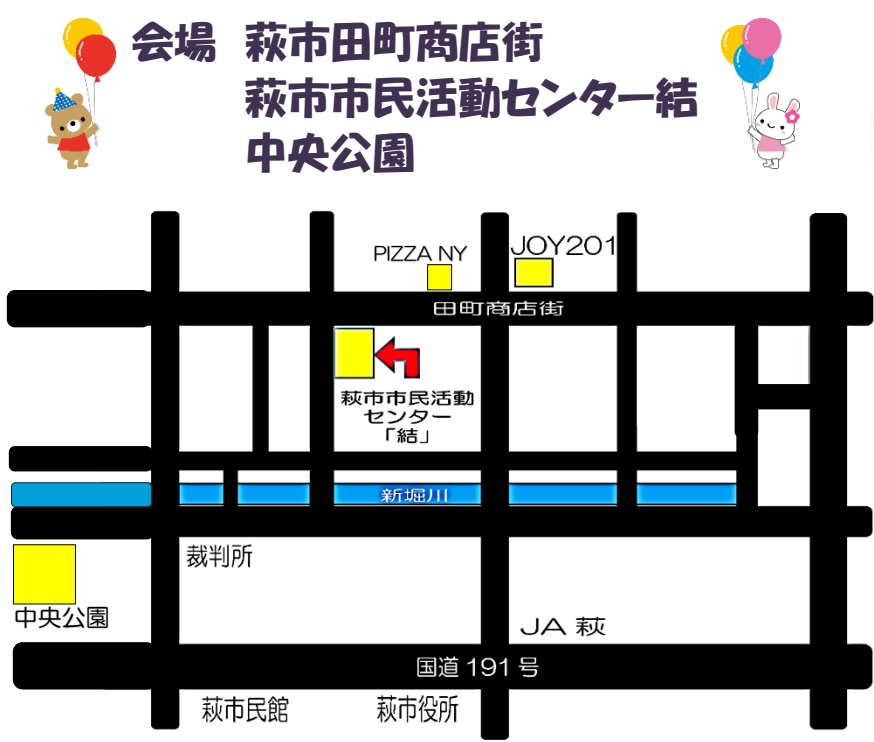 会場 萩市田町商店街
萩市市民活動センター結
中央公園
PIZZA NY
JOY201
田町商店街
萩市市民活動
センター
「結」
新堀川
裁判所
中央公園
JA 萩
国道 191 号
萩市民館
萩市役所